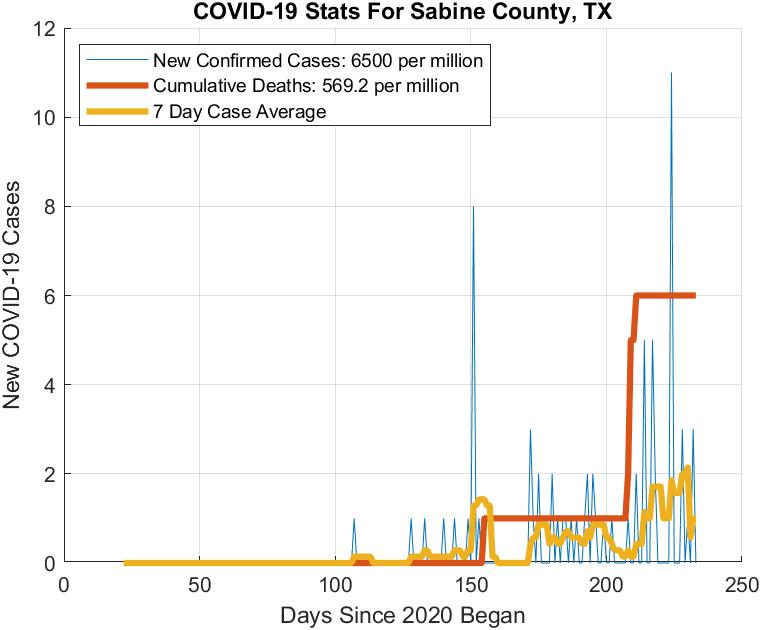 COVID-19 Stats For Sabine County, TX
12
New Confirmed Cases: 6500 per million
Cumulative Deaths: 569.2 per million
7 Day Case Average
10
8
6
4
2
0
New COVID-19 Cases
0 50 100 150 200 250
Days Since 2020 Began